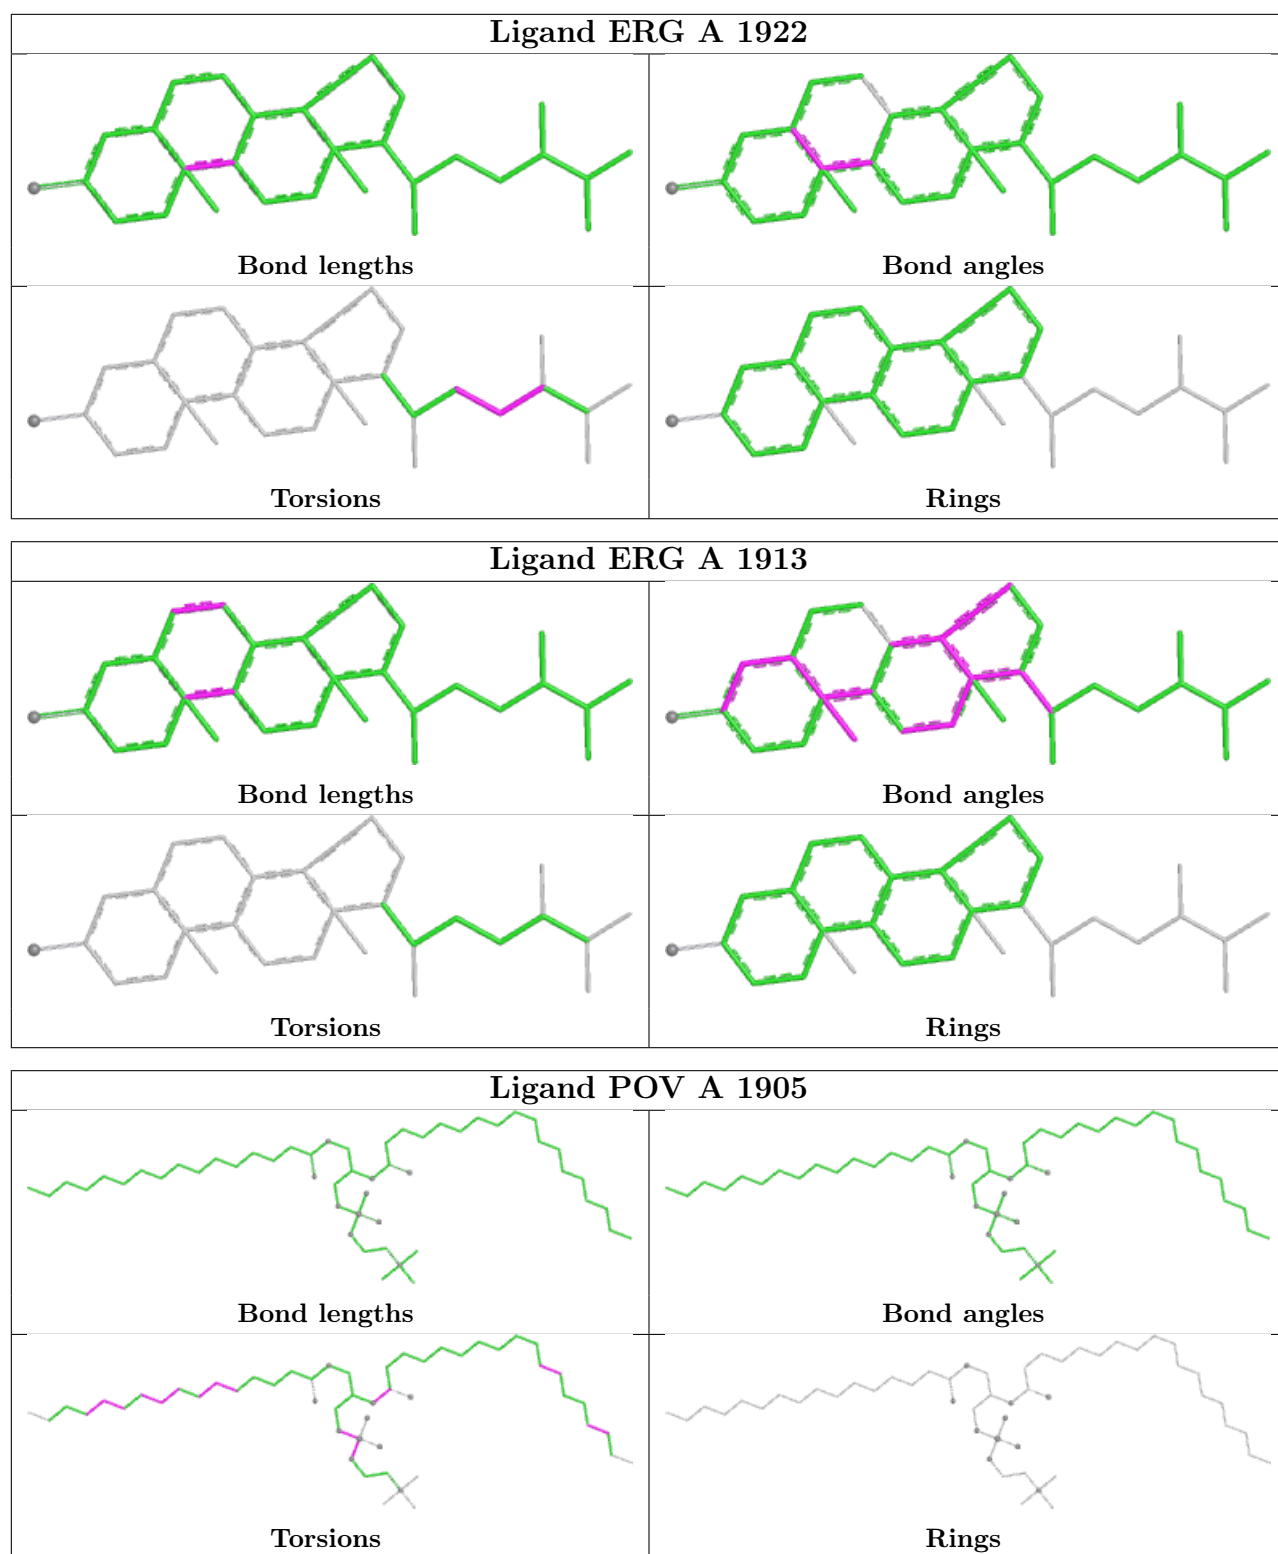 Ligand ERG A 1922
Bond lengths
Bond angles
Torsions
Rings
Ligand ERG A 1913
Bond lengths
Bond angles
Torsions
Rings
Ligand POV A 1905
Bond lengths
Bond angles
Torsions
Rings